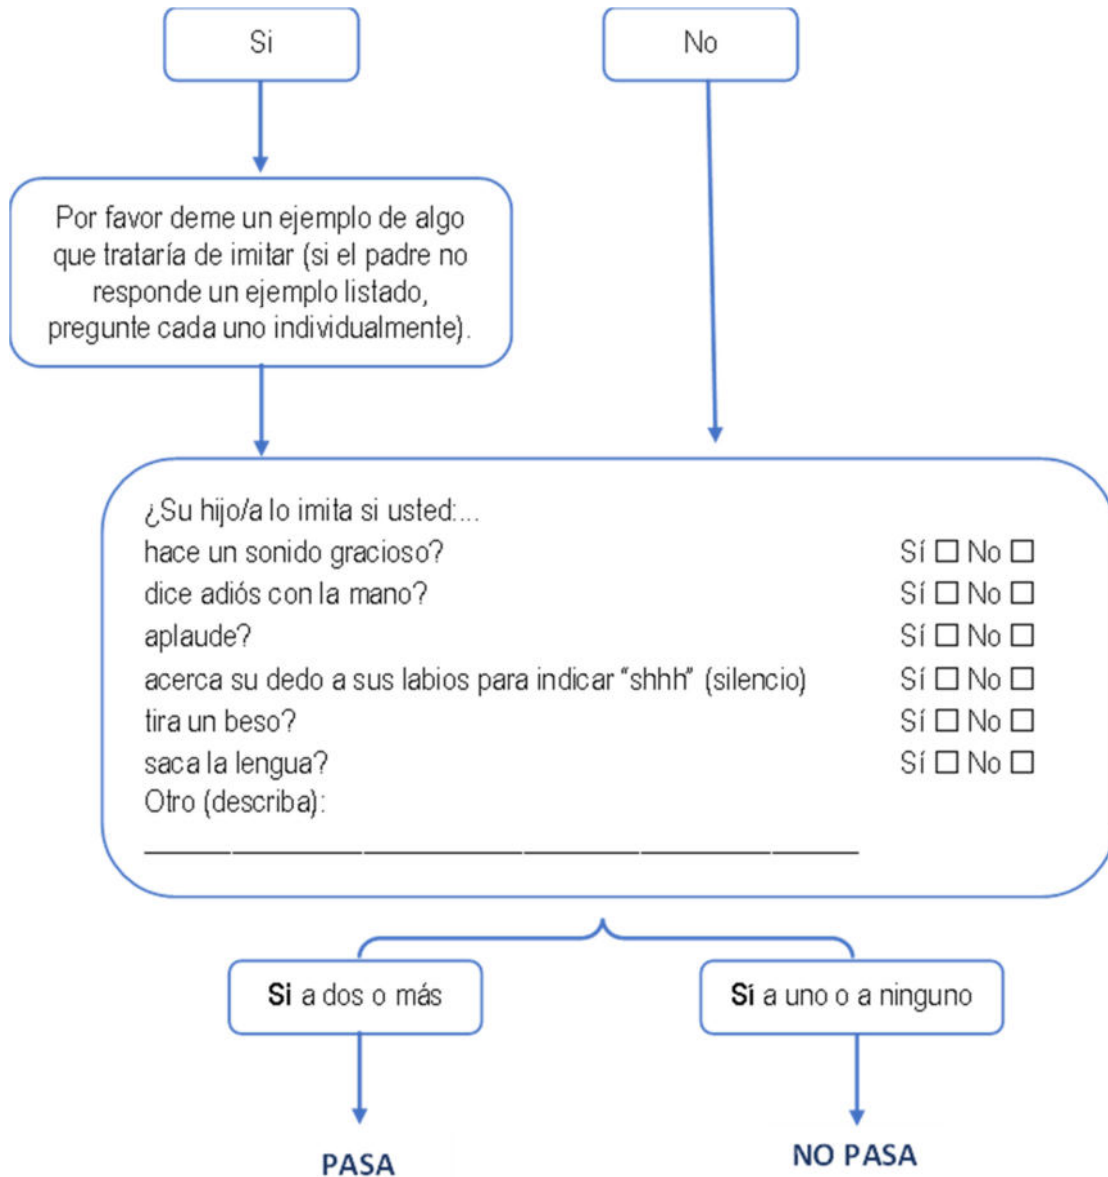 Si
No
Por favor deme un ejemplo de algo
que trataría de imitar (si el padre no
responde un ejemplo listado,
pregunte cada uno individualmente).
¿Su hijo/a lo imita si usted:...
hace un sonido gracioso? Sí ☐ No ☐
dice adiós con la mano? Sí ☐ No ☐
aplaude? Sí ☐ No ☐
acerca su dedo a sus labios para indicar “shhh” (silencio) Sí ☐ No ☐
tira un beso? Sí ☐ No ☐
saca la lengua? Sí ☐ No ☐
Otro (describa):
Si a dos o más
Sí a uno o a ninguno
PASA
NO PASA